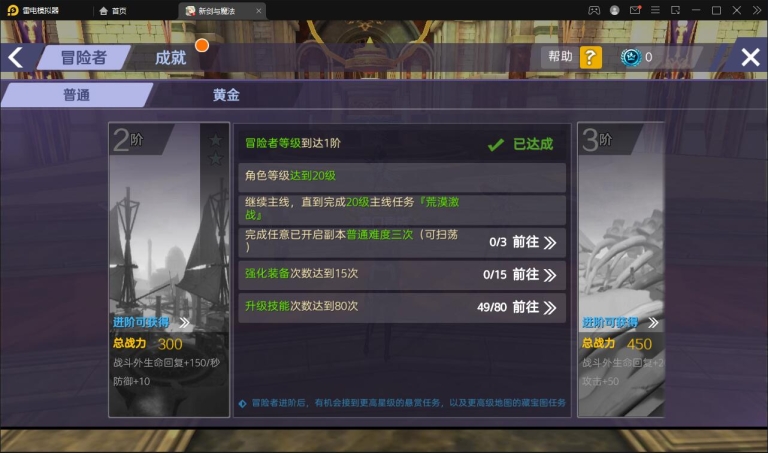 雷电模拟器
首页
新剑与魔法
冒险者
成就
帮助
?
0
普通
黄金
2阶
冒险者等级到达1阶
已达成
3阶
角色等级达到20级
继续主线，直到完成20级主线任务『荒漠激
战』
完成任意已开启副本普通难度三次（可扫荡
）
0/3 前往
强化装备次数达到15次
0/15 前往
升级技能次数达到80次
49/80 前往
进阶可获得
总战力 300
战斗外生命回复+150/秒
防御+10
进阶可获得
总战力 450
战斗外生命回复+2
攻击+50
冒险者进阶后，有机会接到更高星级的悬赏任务，以及更高级地图的藏宝图任务